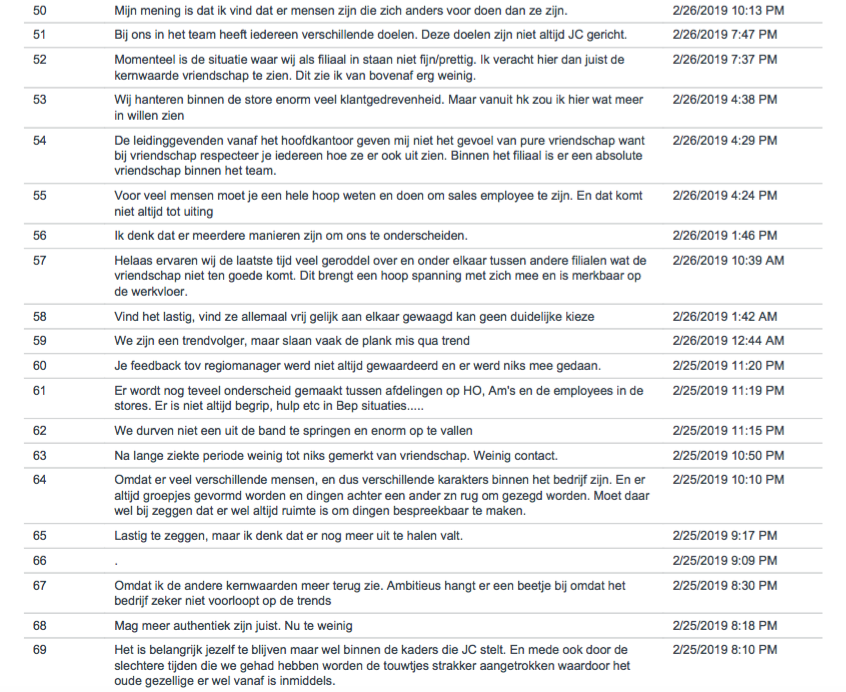 50 Mijn mening is dat ik vind dat er mensen zijn die zich anders voor doen dan ze zijn. 2/26/2019 10:13 PM
51 Bij ons in het team heeft iedereen verschillende doelen. Deze doelen zijn niet altijd JC gericht. 2/26/2019 7:47 PM
52 Momenteel is de situatie waar wij als filiaal in staan niet fijn/prettig. Ik veracht hier dan juist de 2/26/2019 7:37 PM
kernwaarde vriendschap te zien. Dit zie ik van bovenaf erg weinig.
53 Wij hanteren binnen de store enorm veel klantgedrevenheid. Maar vanuit hk zou ik hier wat meer 2/26/2019 4:38 PM
in willen zien
54 De leidinggevenden vanaf het hoofdkantoor geven mij niet het gevoel van pure vriendschap want 2/26/2019 4:29 PM
bij vriendschap respecteer je iedereen hoe ze er ook uit zien. Binnen het filiaal is er een absolute
vriendschap binnen het team.
55 Voor veel mensen moet je een hele hoop weten en doen om sales employee te zijn. En dat komt 2/26/2019 4:24 PM
niet altijd tot uiting
56 Ik denk dat er meerdere manieren zijn om ons te onderscheiden. 2/26/2019 1:46 PM
57 Helaas ervaren wij de laatste tijd veel geroddel over en onder elkaar tussen andere filialen wat de 2/26/2019 10:39 AM
vriendschap niet ten goede komt. Dit brengt een hoop spanning met zich mee en is merkbaar op
de werkvloer.
58 Vind het lastig, vind ze allemaal vrij gelijk aan elkaar gewaagd kan geen duidelijke kieze 2/26/2019 1:42 AM
59 We zijn een trendvolger, maar slaan vaak de plank mis qua trend 2/26/2019 12:44 AM
60 Je feedback tov regiomanager werd niet altijd gewaardeerd en er werd niks mee gedaan. 2/25/2019 11:20 PM
61 Er wordt nog teveel onderscheid gemaakt tussen afdelingen op HO, Am's en de employees in de 2/25/2019 11:19 PM
stores. Er is niet altijd begrip, hulp etc in Bep situaties.....
62 We durven niet een uit de band te springen en enorm op te vallen 2/25/2019 11:15 PM
63 Na lange ziekte periode weinig tot niks gemerkt van vriendschap. Weinig contact. 2/25/2019 10:50 PM
64 Omdat er veel verschillende mensen, en dus verschillende karakters binnen het bedrijf zijn. En er 2/25/2019 10:10 PM
altijd groepjes gevormd worden en dingen achter een ander zn rug om gezegd worden. Moet daar
wel bij zeggen dat er wel altijd ruimte is om dingen bespreekbaar te maken.
65 Lastig te zeggen, maar ik denk dat er nog meer uit te halen valt. 2/25/2019 9:17 PM
66 . 2/25/2019 9:09 PM
67 Omdat ik de andere kernwaarden meer terug zie. Ambitieus hangt er een beetje bij omdat het 2/25/2019 8:30 PM
bedrijf zeker niet voorloopt op de trends
68 Mag meer authentiek zijn juist. Nu te weinig 2/25/2019 8:18 PM
69 Het is belangrijk jezelf te blijven maar wel binnen de kaders die JC stelt. En mede ook door de 2/25/2019 8:10 PM
slechtere tijden die we gehad hebben worden de touwtjes strakker aangetrokken waardoor het
oude gezellige er wel vanaf is inmiddels.